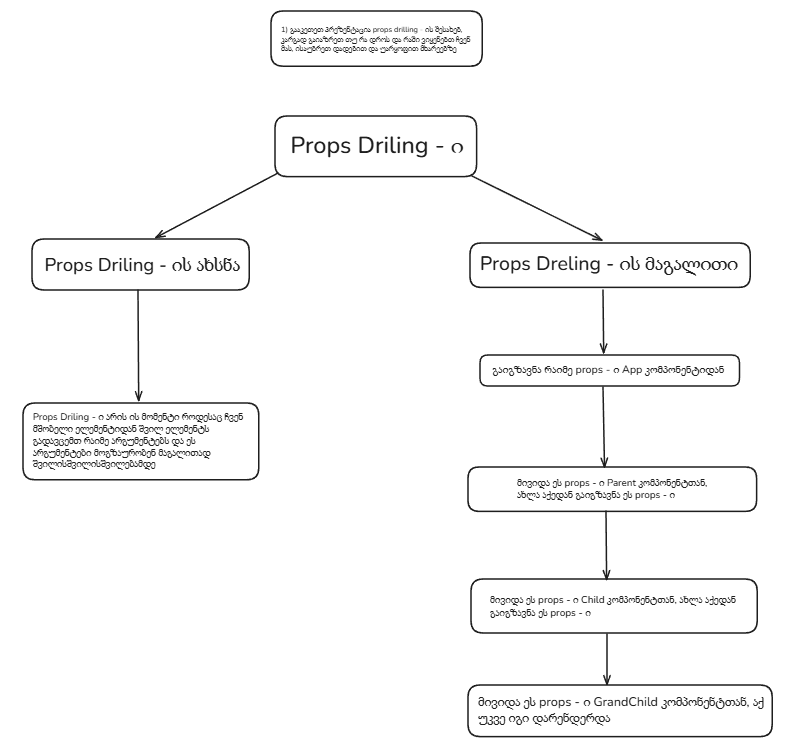 1) გააკეთეთ პრეზენტაცია props drilling - ის შესახებ,
კარგად გაიაზრეთ თუ რა დროს და რაში ვიყენებთ ჩვენ
მას, ისაუბრეთ დადებით და უარყოფით მხარეებზე
Props Driling - ი
Props Driling - ის ახსნა
Props Dreling - ის მაგალითი
გაიგზავნა რაიმე props - ი App კომპონენტიდან
Props Driling - ი არის ის მომენტი როდესაც ჩვენ
მშობელი ელემენტიდან შვილ ელემენტს
გადავცემთ რაიმე არგუმენტებს და ეს
არგუმენტები მოგზაურობენ მაგალითად
შვილისშვილისშვილებამდე
მივიდა ეს props - ი Parent კომპონენტთან,
ახლა აქედან გაიგზავნა ეს props - ი
მივიდა ეს props - ი Child კომპონენტთან, ახლა აქედან
გაიგზავნა ეს props - ი
მივიდა ეს props - ი GrandChild კომპონენტთან, აქ
უკვე იგი დარენდერდა